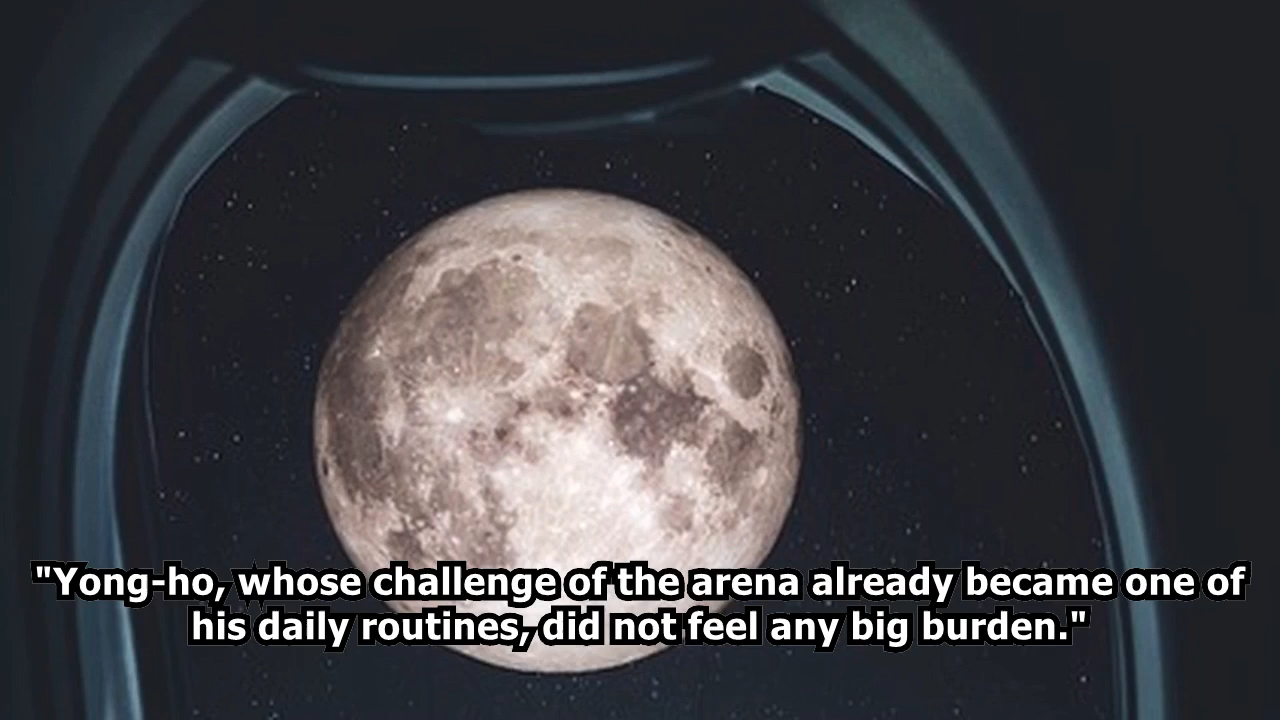 "Yong-ho, whose challenge of the arena already became one of
his daily routines, did not feel any big burden."